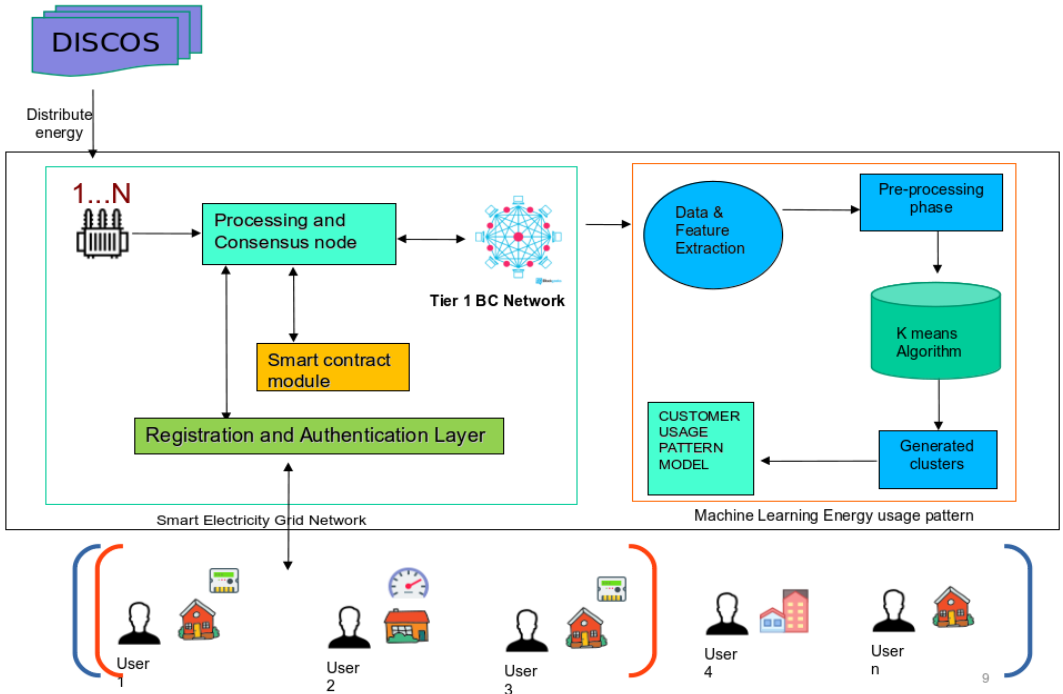 DISCOS
Distribute
energy
1...N
Processing and
Consensus node
Tier 1 BC Network
Smart contract
module
Registration and Authentication Layer
Smart Electricity Grid Network
Data &
Feature
Extraction
Pre-processing
phase
K means
Algorithm
Generated
clusters
CUSTOMER
USAGE
PATTERN
MODEL
Machine Learning Energy usage pattern
User
1
User
2
User
3
User
4
User
n
9